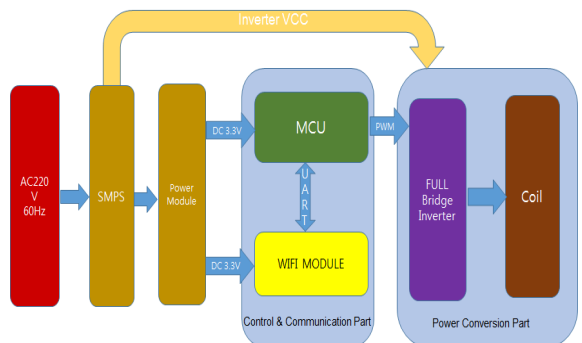 Inverter VCC
AC220
V
60Hz
SMPS
Power
Module
DC 3.3V
DC 3.3V
MCU
UART
WIFI MODULE
Control & Communication Part
PWM
FULL
Bridge
Inverter
Coil
Power Conversion Part